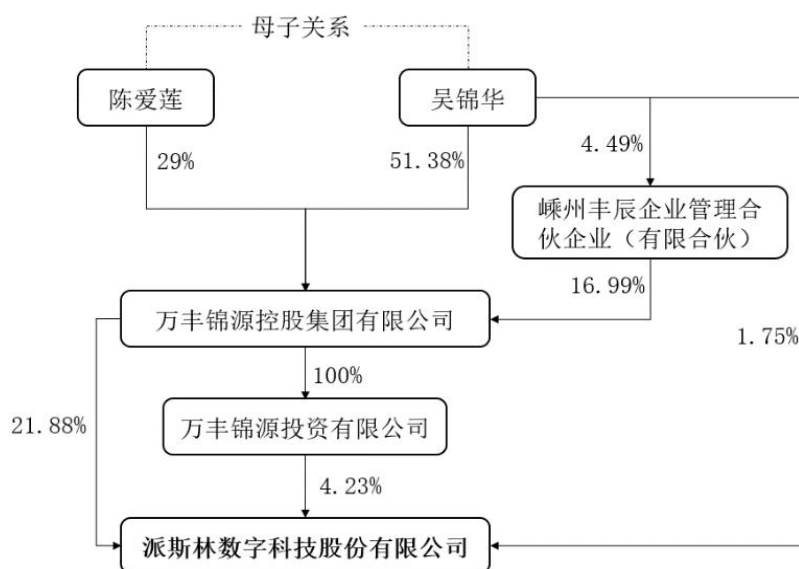 母子关系
陈爱莲
吴锦华
29%
51.38%
4.49%
嵊州丰辰企业管理合
伙企业（有限合伙）
16.99%
万丰锦源控股集团有限公司
1.75%
100%
21.88%
万丰锦源投资有限公司
4.23%
派斯林数字科技股份有限公司